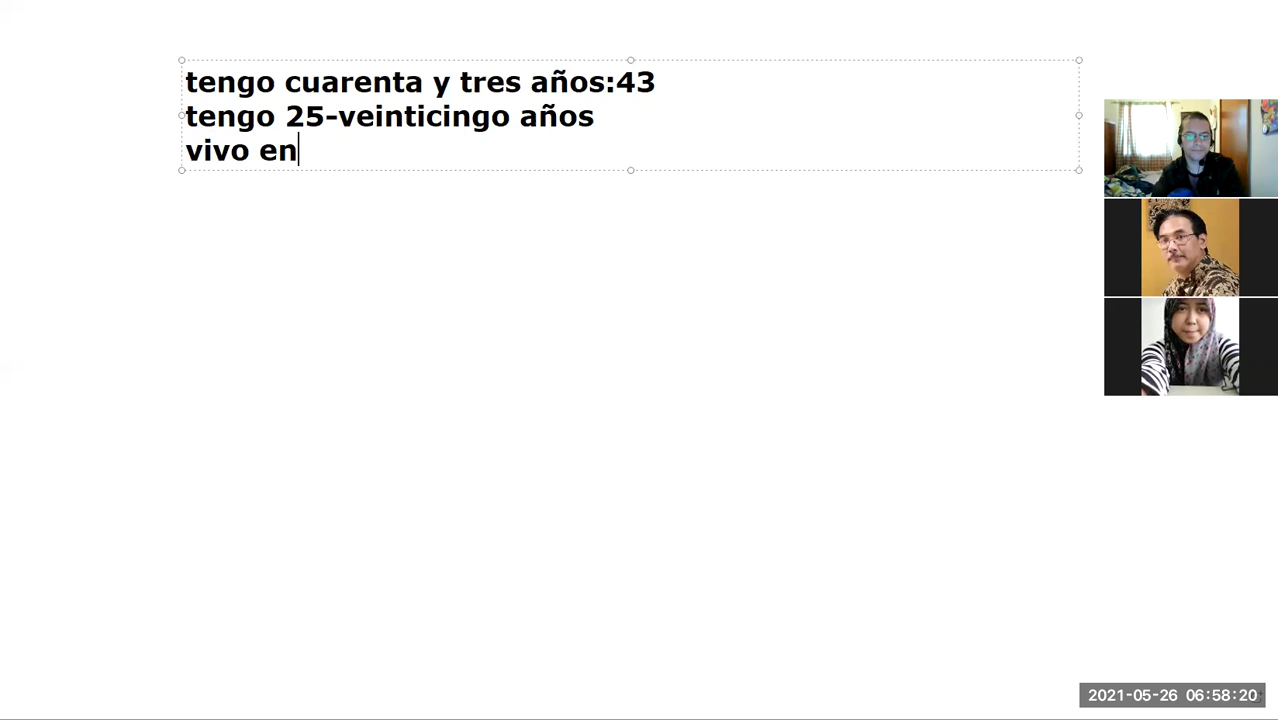 tengo cuarenta y tres años:43
tengo 25-veinticingo años
vivo en
2021-05-26 06:58:20